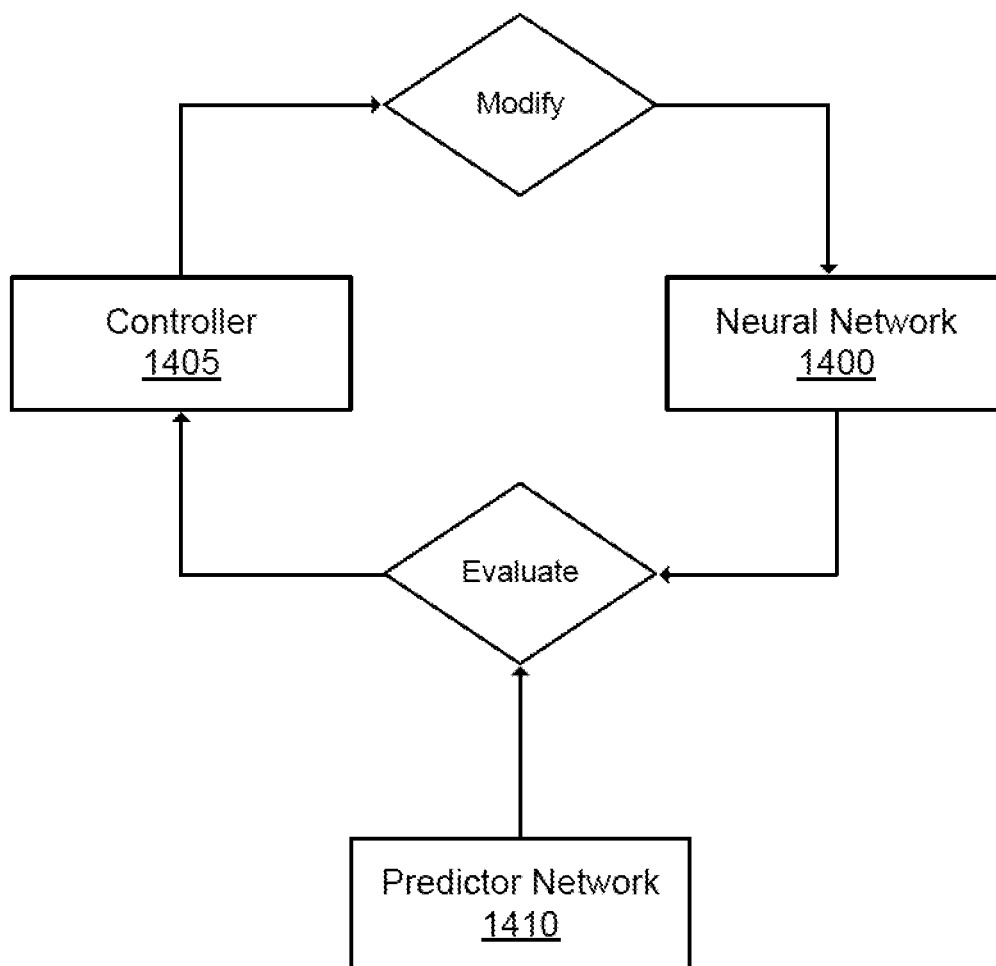 Modify
Controller
1405
Neural Network
1400
Evaluate
Predictor Network
1410